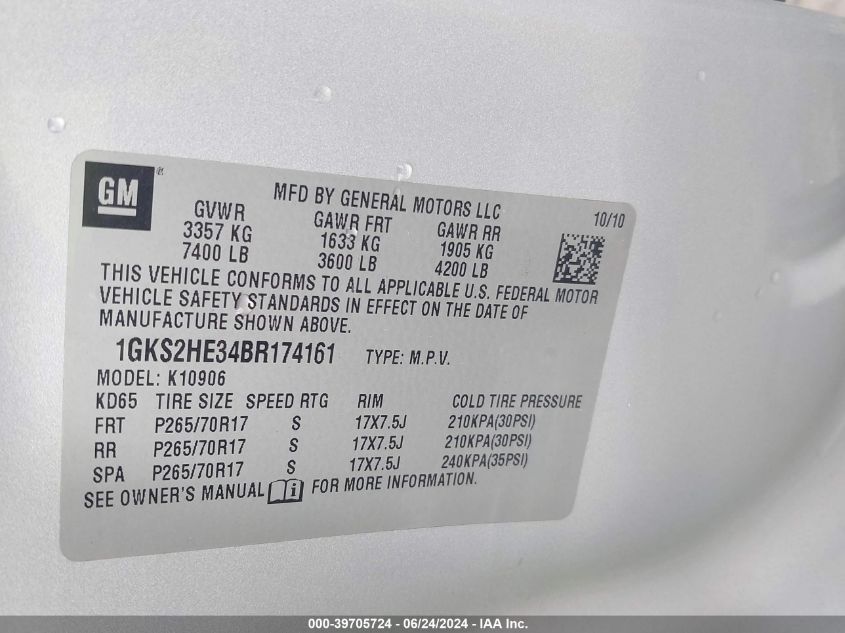 GM
MFD BY GENERAL MOTORS LLC
10/10
GVWR GAWR FRT GAWR RR
3357 KG 1633 KG 1905 KG
7400 LB 3600 LB 4200 LB
THIS VEHICLE CONFORMS TO ALL APPLICABLE U.S. FEDERAL MOTOR
VEHICLE SAFETY STANDARDS IN EFFECT ON THE DATE OF
MANUFACTURE SHOWN ABOVE.
1GKS2HE34BR174161 TYPE: M.P.V.
MODEL: K10906
KD65 TIRE SIZE SPEED RTG RIM COLD TIRE PRESSURE
FRT P265/70R17 S 17X7.5J 210KPA(30PSI)
RR P265/70R17 S 17X7.5J 210KPA(30PSI)
SPA P265/70R17 S 17X7.5J 240KPA(35PSI)
SEE OWNER'S MANUAL FOR MORE INFORMATION.
000-39705724 - 06/24/2024 - IAA Inc.